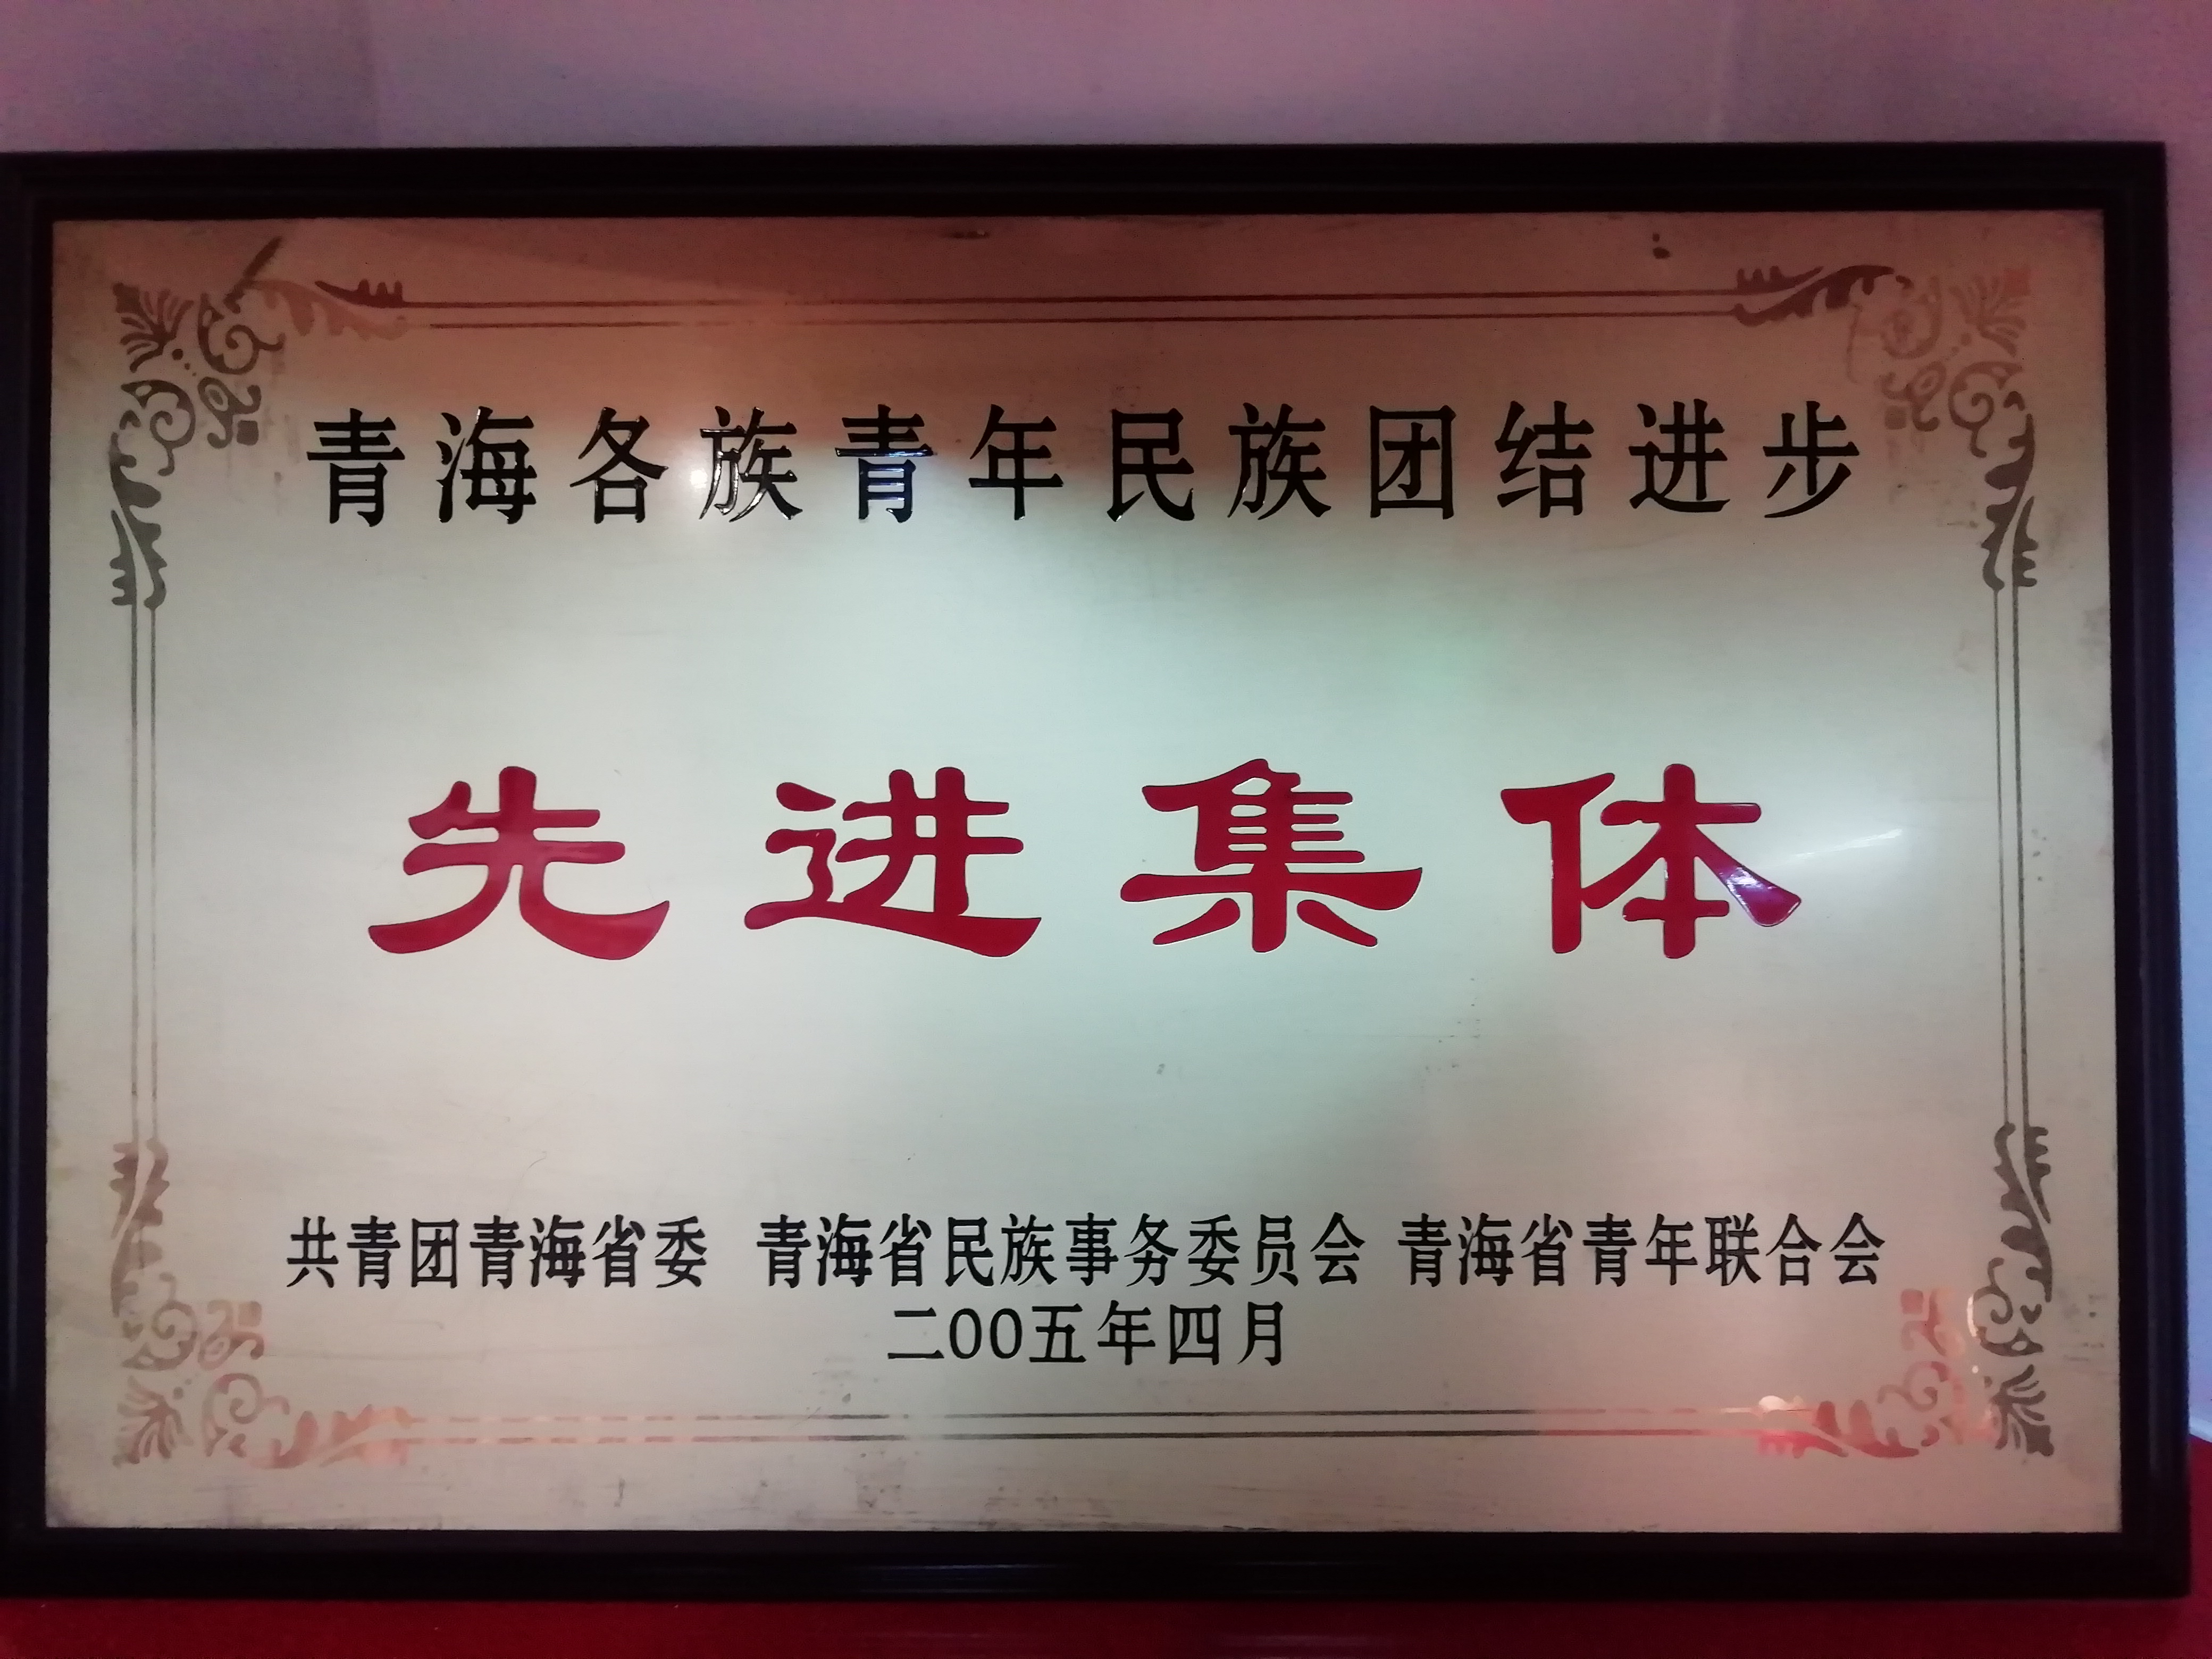 青海各族青年民族团结进步
先进集体
共青团青海省委 青海省民族事务委员会 青海省青年联合会
二00五年四月